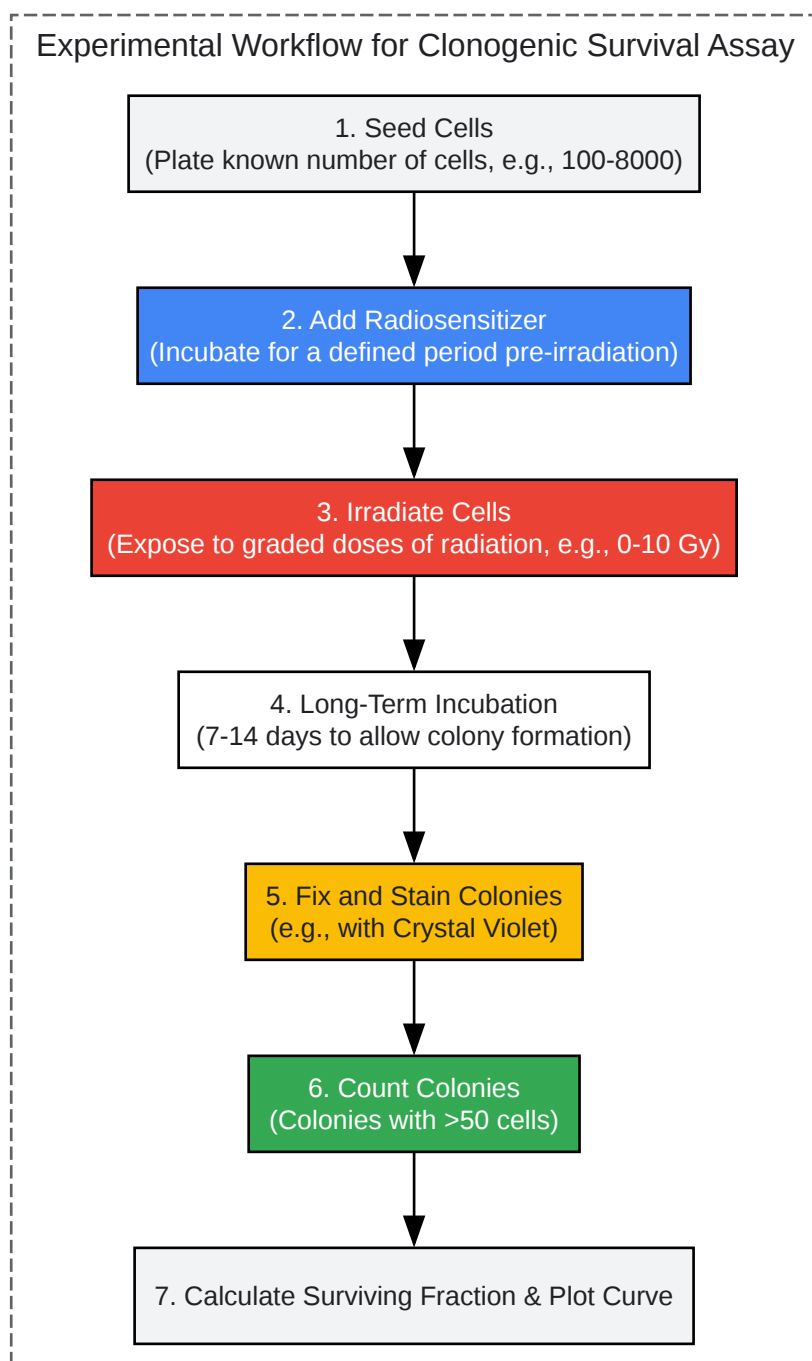 Experimental Workflow for Clonogenic Survival Assay
1. Seed Cells
(Plate known number of cells, e.g., 100-8000)
2. Add Radiosensitizer
(Incubate for a defined period pre-irradiation)
3. Irradiate Cells
(Expose to graded doses of radiation, e.g., 0-10 Gy)
4. Long-Term Incubation
(7-14 days to allow colony formation)
5. Fix and Stain Colonies
(e.g., with Crystal Violet)
6. Count Colonies
(Colonies with >50 cells)
7. Calculate Surviving Fraction & Plot Curve